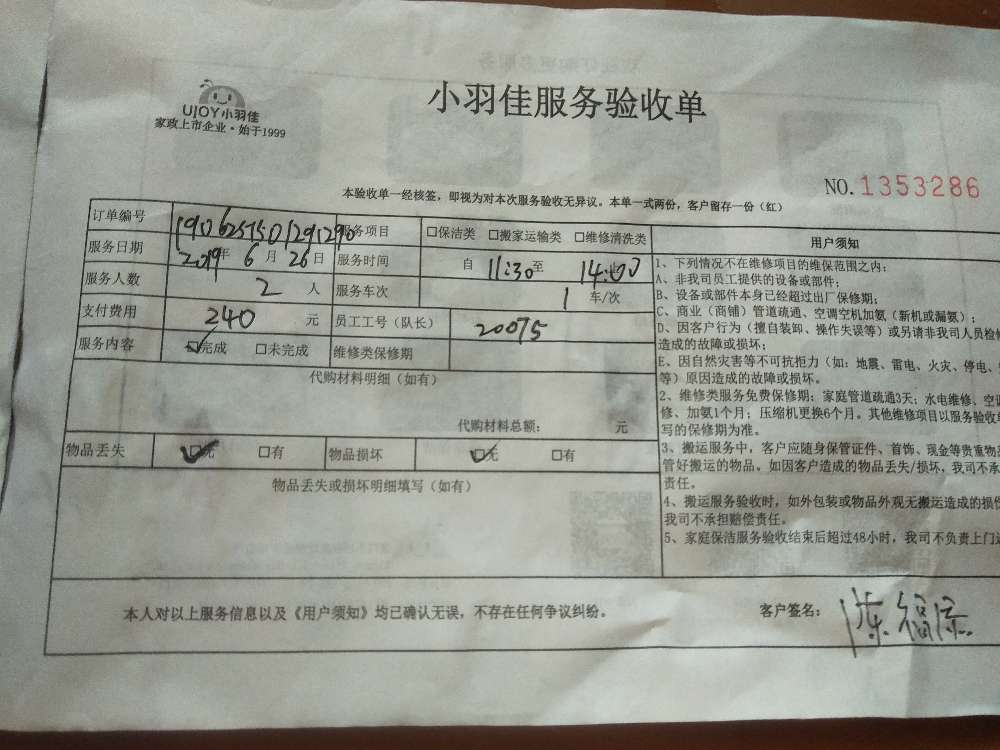 UJOY小羽佳
家政上市企业·始于1999
小羽佳服务验收单
NO.1353286
本验收单一经核签，即视为对本次服务验收无异议。本单一式两份，客户留存一份（红）
订单编号
服务项目 □保洁类 □搬家运输类 □维修清洗类
服务日期 2019年 6月 26日 服务时间 自 11:30至 14:00
服务人数 2 人 服务车次 1 车/次
支付费用 240 元 员工工号（队长） 20075
服务内容 □完成 □未完成 维修类保修期
代购材料明细（如有）
代购材料总额： 元
物品丢失 □无 □有 物品损坏 □无 □有
物品丢失或损坏明细填写（如有）
用户须知
1、下列情况不在维修项目的维保范围之内：
A、非我司员工提供的设备或部件；
B、设备或部件本身已经超过出厂保修期；
C、商业（商铺）管道疏通、空调空机加氨（新机或漏氨）；
D、因客户行为（擅自装卸、操作失误等）或另请非我司人员检修
造成的故障或损坏；
E、因自然灾害等不可抗拒力（如：地震、雷电、火灾、停电、
等）原因造成的故障或损坏。
2、维修类服务免费保修期：家庭管道疏通3天；水电维修、空调
修、加氨1个月；压缩机更换6个月。其他维修项目以服务验收单
写的保修期为准。
3、搬运服务中，客户应随身保管证件、首饰、现金等贵重物品
管好搬运的物品。如因客户造成的物品丢失/损坏，我司不承
责任。
4、搬运服务验收时，如外包装或物品外观无搬运造成的损
我司不承担赔偿责任。
5、家庭保洁服务验收结束后超过48小时，我司不负责上门
本人对以上服务信息以及《用户须知》均已确认无误，不存在任何争议纠纷。 客户签名：